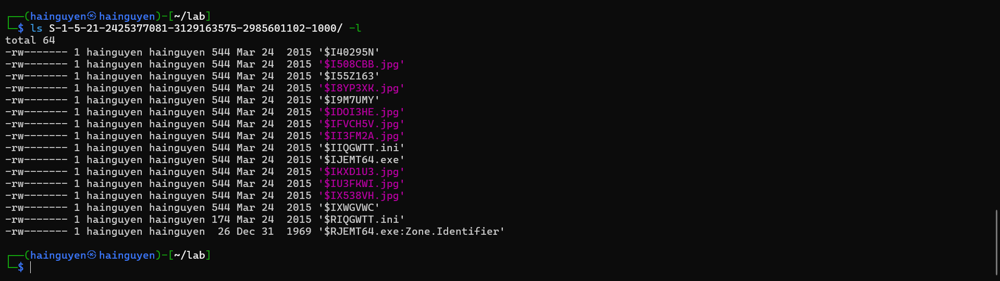 ┌──(hainguyen㉿hainguyen)-[~/lab]
└─$ ls S-1-5-21-2425377081-3129163575-2985601102-1000/ -l
total 64
-rw------- 1 hainguyen hainguyen 544 Mar 24  2015 '$I40295N'
-rw------- 1 hainguyen hainguyen 544 Mar 24  2015 '$I508CBB.jpg'
-rw------- 1 hainguyen hainguyen 544 Mar 24  2015 '$I55Z163'
-rw------- 1 hainguyen hainguyen 544 Mar 24  2015 '$I8YP3XK.jpg'
-rw------- 1 hainguyen hainguyen 544 Mar 24  2015 '$I9M7UMY'
-rw------- 1 hainguyen hainguyen 544 Mar 24  2015 '$IDOI3HE.jpg'
-rw------- 1 hainguyen hainguyen 544 Mar 24  2015 '$IFVCH5V.jpg'
-rw------- 1 hainguyen hainguyen 544 Mar 24  2015 '$II3FM2A.jpg'
-rw------- 1 hainguyen hainguyen 544 Mar 24  2015 '$IIQGWTT.ini'
-rw------- 1 hainguyen hainguyen 544 Mar 24  2015 '$IJEMT64.exe'
-rw------- 1 hainguyen hainguyen 544 Mar 24  2015 '$IKXD1U3.jpg'
-rw------- 1 hainguyen hainguyen 544 Mar 24  2015 '$IU3FKWI.jpg'
-rw------- 1 hainguyen hainguyen 544 Mar 24  2015 '$IX538VH.jpg'
-rw------- 1 hainguyen hainguyen 544 Mar 24  2015 '$IXWGVWC'
-rw------- 1 hainguyen hainguyen 174 Mar 24  2015 '$RIQGWTT.ini'
-rw------- 1 hainguyen hainguyen  26 Dec 31  1969 '$RJEMT64.exe:Zone.Identifier'
┌──(hainguyen㉿hainguyen)-[~/lab]
└─$